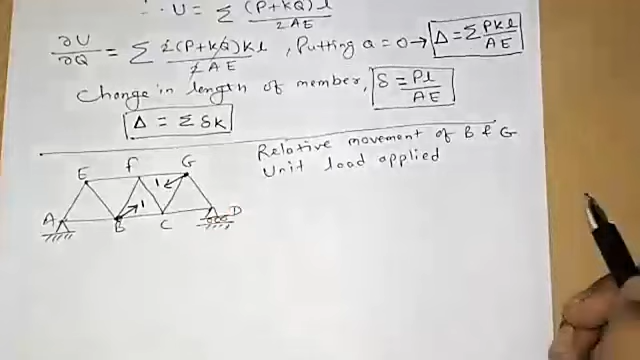 ∴ U = Σ (P+kQ)² l / 2AE
∂U/∂Q = Σ 2(P+kQ)kl / 2AE , Putting Q = 0 → Δ = Σ Pkl / AE
Change in length of member, δ = Pl / AE
Δ = Σ δk
Relative movement of B & G
Unit load applied
E F G
1 1
A B C D